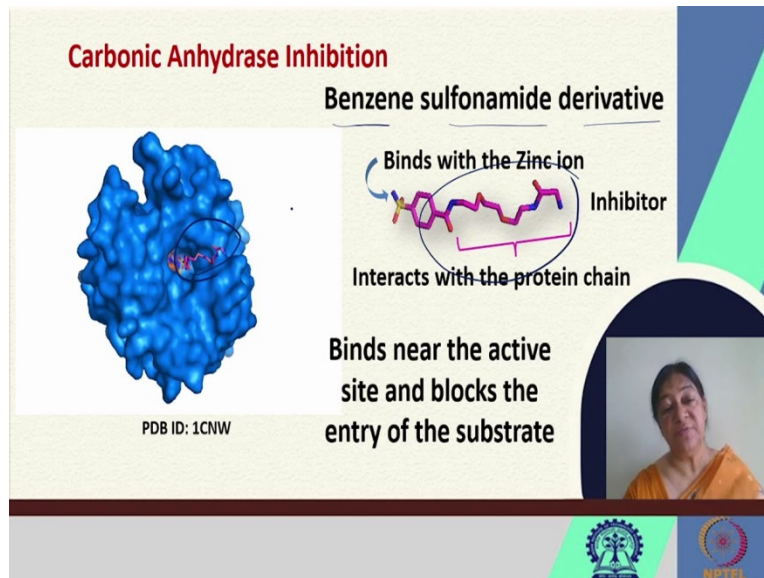 Carbonic Anhydrase Inhibition
Benzene sulfonamide derivative
Binds with the Zinc ion
Inhibitor
Interacts with the protein chain
Binds near the active
site and blocks the
entry of the substrate
PDB ID: 1CNW
NPTEL